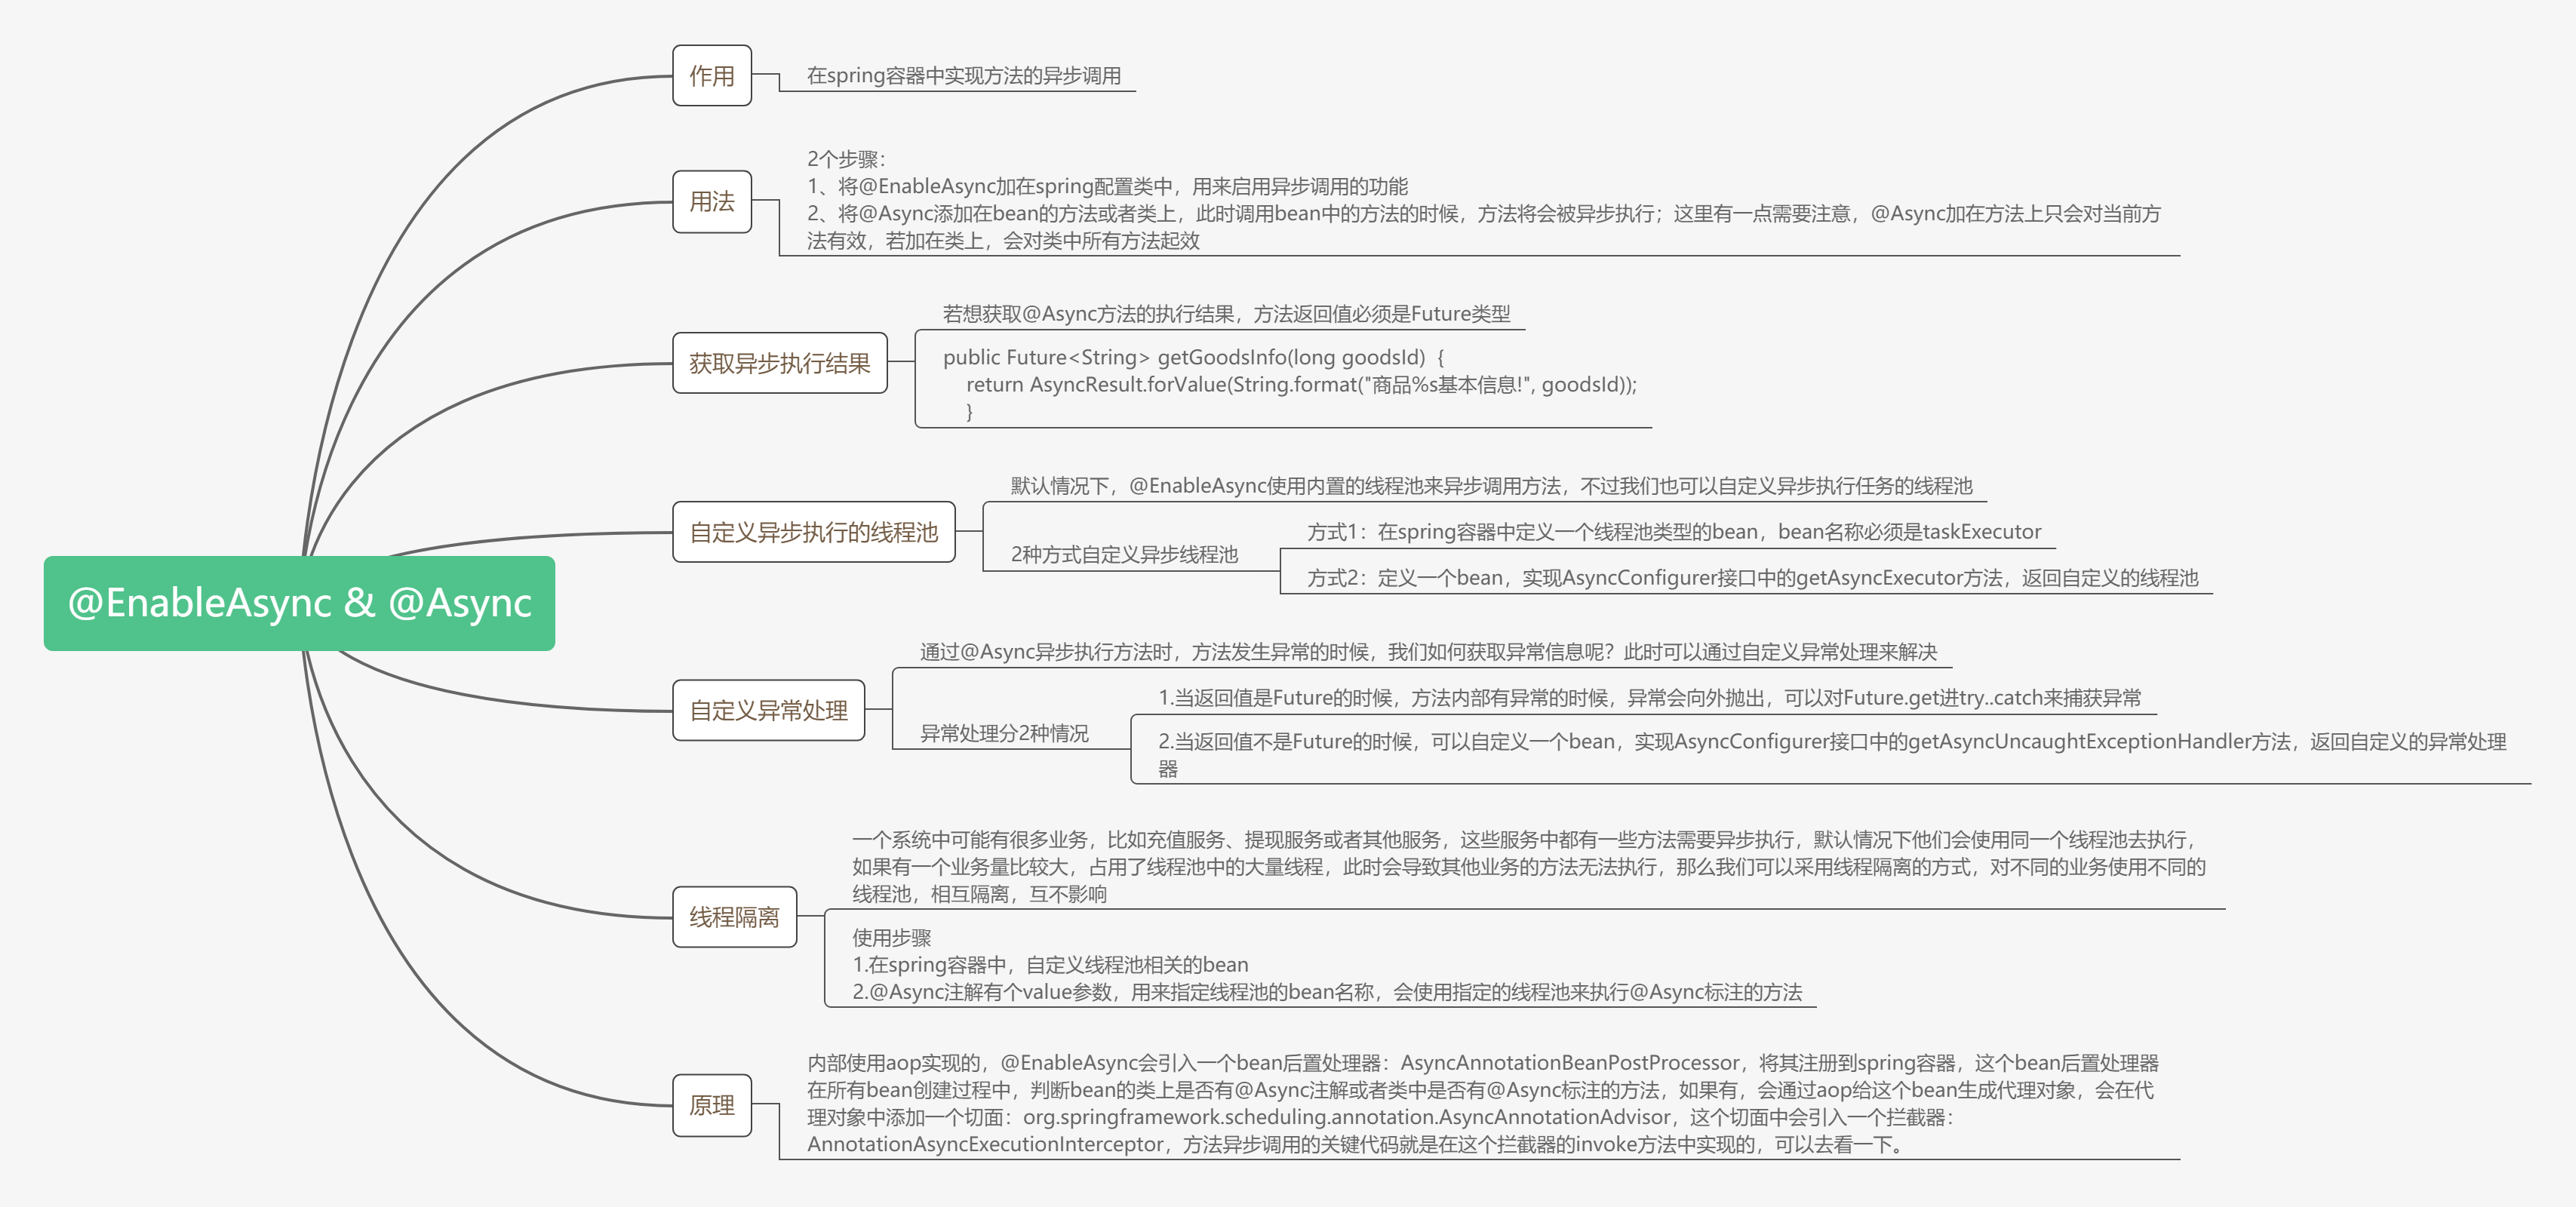 @EnableAsync & @Async
作用
在spring容器中实现方法的异步调用
用法
2个步骤：
1、将@EnableAsync加在spring配置类中，用来启用异步调用的功能
2、将@Async添加在bean的方法或者类上，此时调用bean中的方法的时候，方法将会被异步执行；这里有一点需要注意，@Async加在方法上只会对当前方
法有效，若加在类上，会对类中所有方法起效
获取异步执行结果
若想获取@Async方法的执行结果，方法返回值必须是Future类型
public Future<String> getGoodsInfo(long goodsId)  {
return AsyncResult.forValue(String.format("商品%s基本信息!", goodsId));
}
自定义异步执行的线程池
默认情况下，@EnableAsync使用内置的线程池来异步调用方法，不过我们也可以自定义异步执行任务的线程池
2种方式自定义异步线程池
方式1：在spring容器中定义一个线程池类型的bean，bean名称必须是taskExecutor
方式2：定义一个bean，实现AsyncConfigurer接口中的getAsyncExecutor方法，返回自定义的线程池
自定义异常处理
通过@Async异步执行方法时，方法发生异常的时候，我们如何获取异常信息呢？此时可以通过自定义异常处理来解决
异常处理分2种情况
1.当返回值是Future的时候，方法内部有异常的时候，异常会向外抛出，可以对Future.get进try..catch来捕获异常
2.当返回值不是Future的时候，可以自定义一个bean，实现AsyncConfigurer接口中的getAsyncUncaughtExceptionHandler方法，返回自定义的异常处理
器
线程隔离
一个系统中可能有很多业务，比如充值服务、提现服务或者其他服务，这些服务中都有一些方法需要异步执行，默认情况下他们会使用同一个线程池去执行，
如果有一个业务量比较大，占用了线程池中的大量线程，此时会导致其他业务的方法无法执行，那么我们可以采用线程隔离的方式，对不同的业务使用不同的
线程池，相互隔离，互不影响
使用步骤
1.在spring容器中，自定义线程池相关的bean
2.@Async注解有个value参数，用来指定线程池的bean名称，会使用指定的线程池来执行@Async标注的方法
原理
内部使用aop实现的，@EnableAsync会引入一个bean后置处理器：AsyncAnnotationBeanPostProcessor，将其注册到spring容器，这个bean后置处理器
在所有bean创建过程中，判断bean的类上是否有@Async注解或者类中是否有@Async标注的方法，如果有，会通过aop给这个bean生成代理对象，会在代
理对象中添加一个切面：org.springframework.scheduling.annotation.AsyncAnnotationAdvisor，这个切面中会引入一个拦截器：
AnnotationAsyncExecutionInterceptor，方法异步调用的关键代码就是在这个拦截器的invoke方法中实现的，可以去看一下。